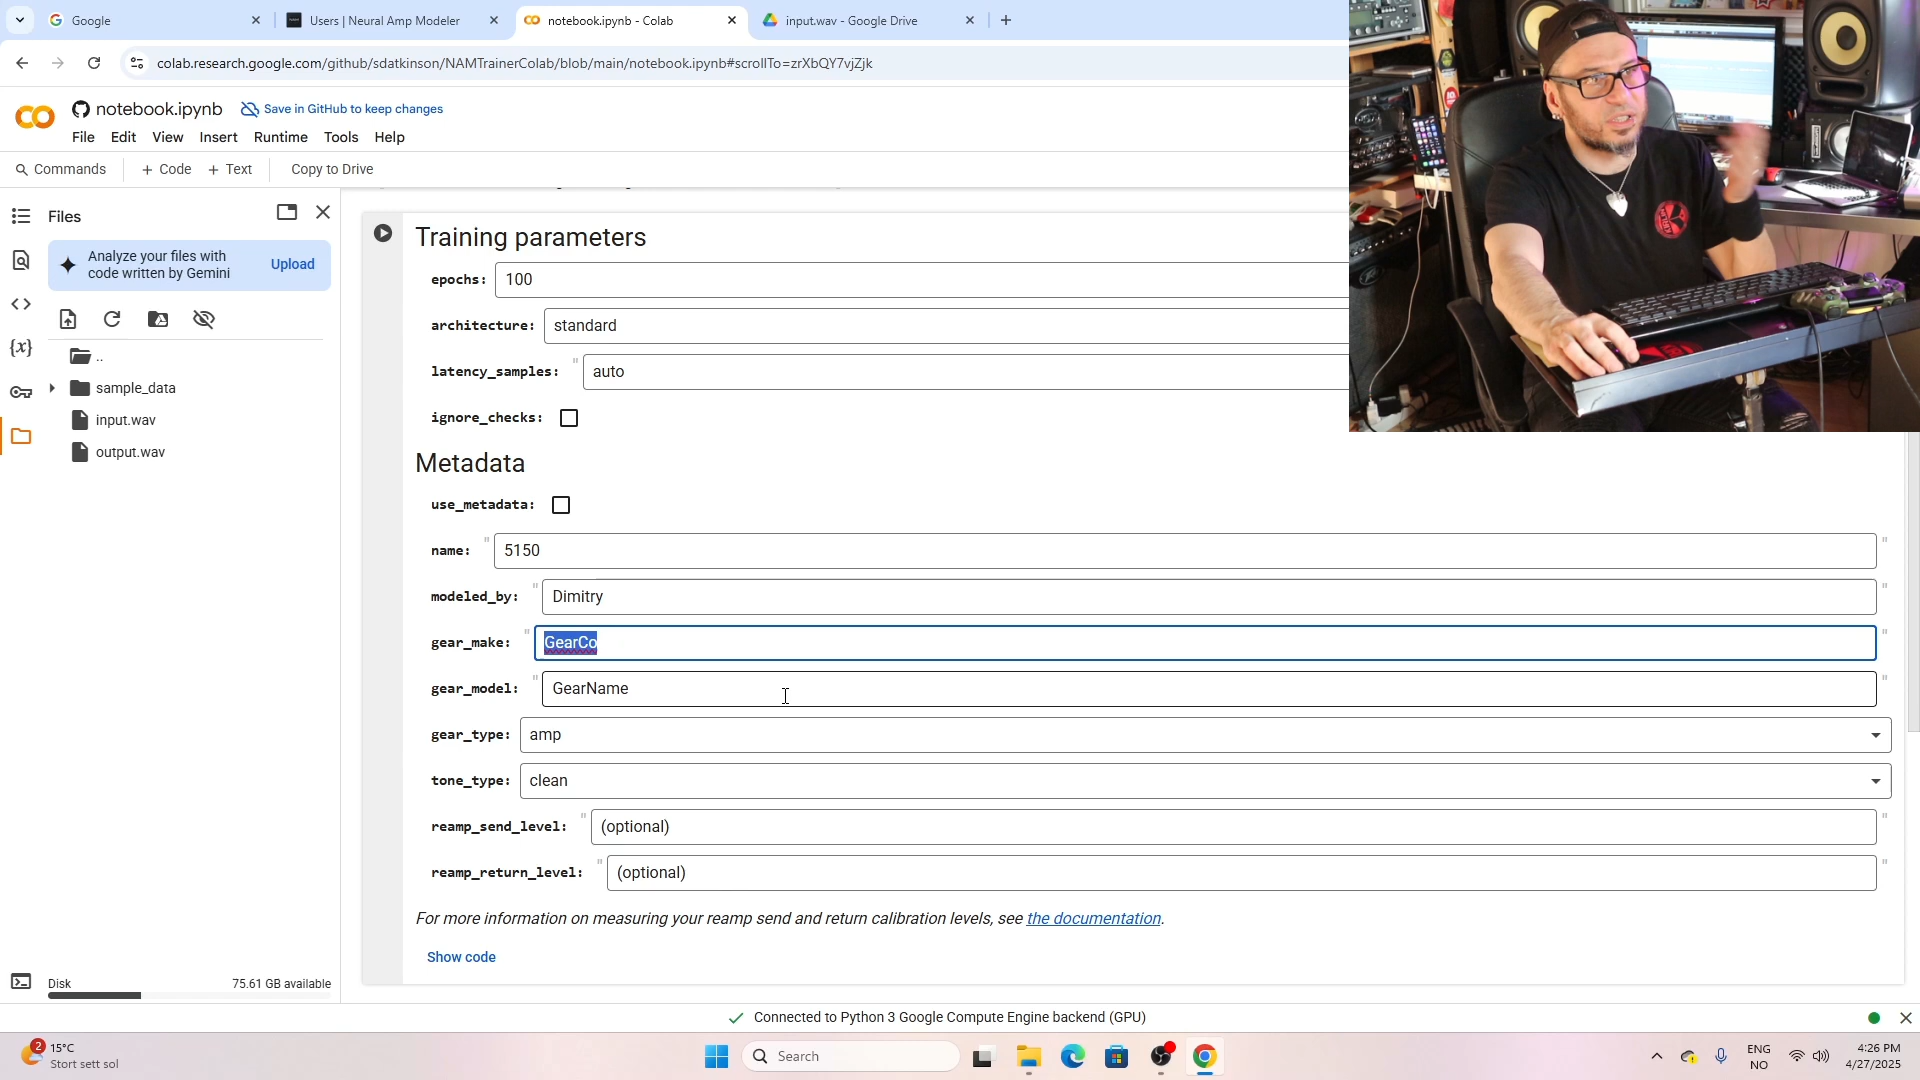 Google
Users | Neural Amp Modeler
notebook.ipynb - Colab
input.wav - Google Drive
colab.research.google.com/github/sdatkinson/NAMTrainerColab/blob/main/notebook.ipynb#scrollTo=zrXbQY7vjZjk
notebook.ipynb
Save in GitHub to keep changes
File Edit View Insert Runtime Tools Help
Commands + Code + Text Copy to Drive
Files
Analyze your files with
code written by Gemini
Upload
..
sample_data
input.wav
output.wav
Disk 75.61 GB available
Training parameters
epochs: 100
architecture: standard
latency_samples: " auto
ignore_checks:
Metadata
use_metadata:
name: " 5150 "
modeled_by: " Dimitry "
gear_make: " GearCo "
gear_model: " GearName "
gear_type: amp
tone_type: clean
reamp_send_level: " (optional) "
reamp_return_level: " (optional) "
For more information on measuring your reamp send and return calibration levels, see the documentation.
Show code
Connected to Python 3 Google Compute Engine backend (GPU)
2
15°C
Stort sett sol
Search
ENG
NO
4:26 PM
4/27/2025